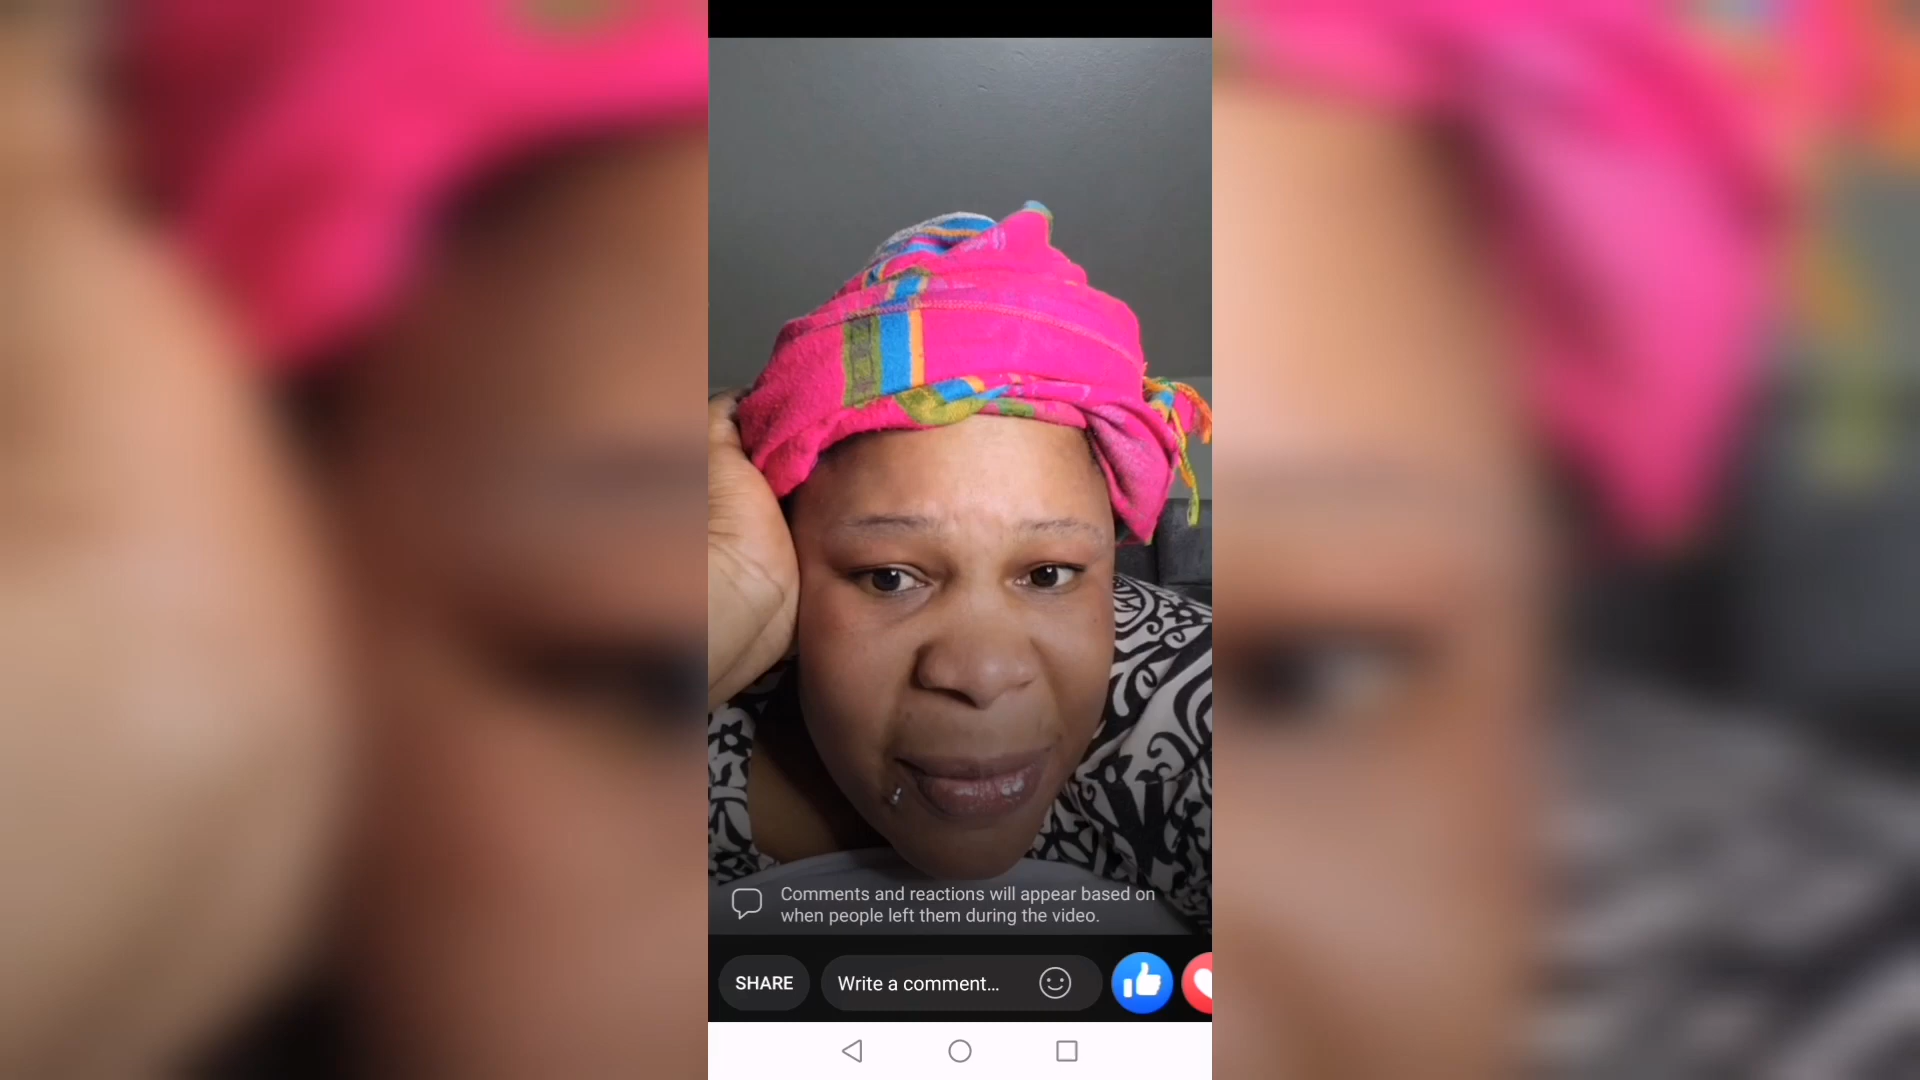 Comments and reactions will appear based on
when people left them during the video.
SHARE
Write a comment...